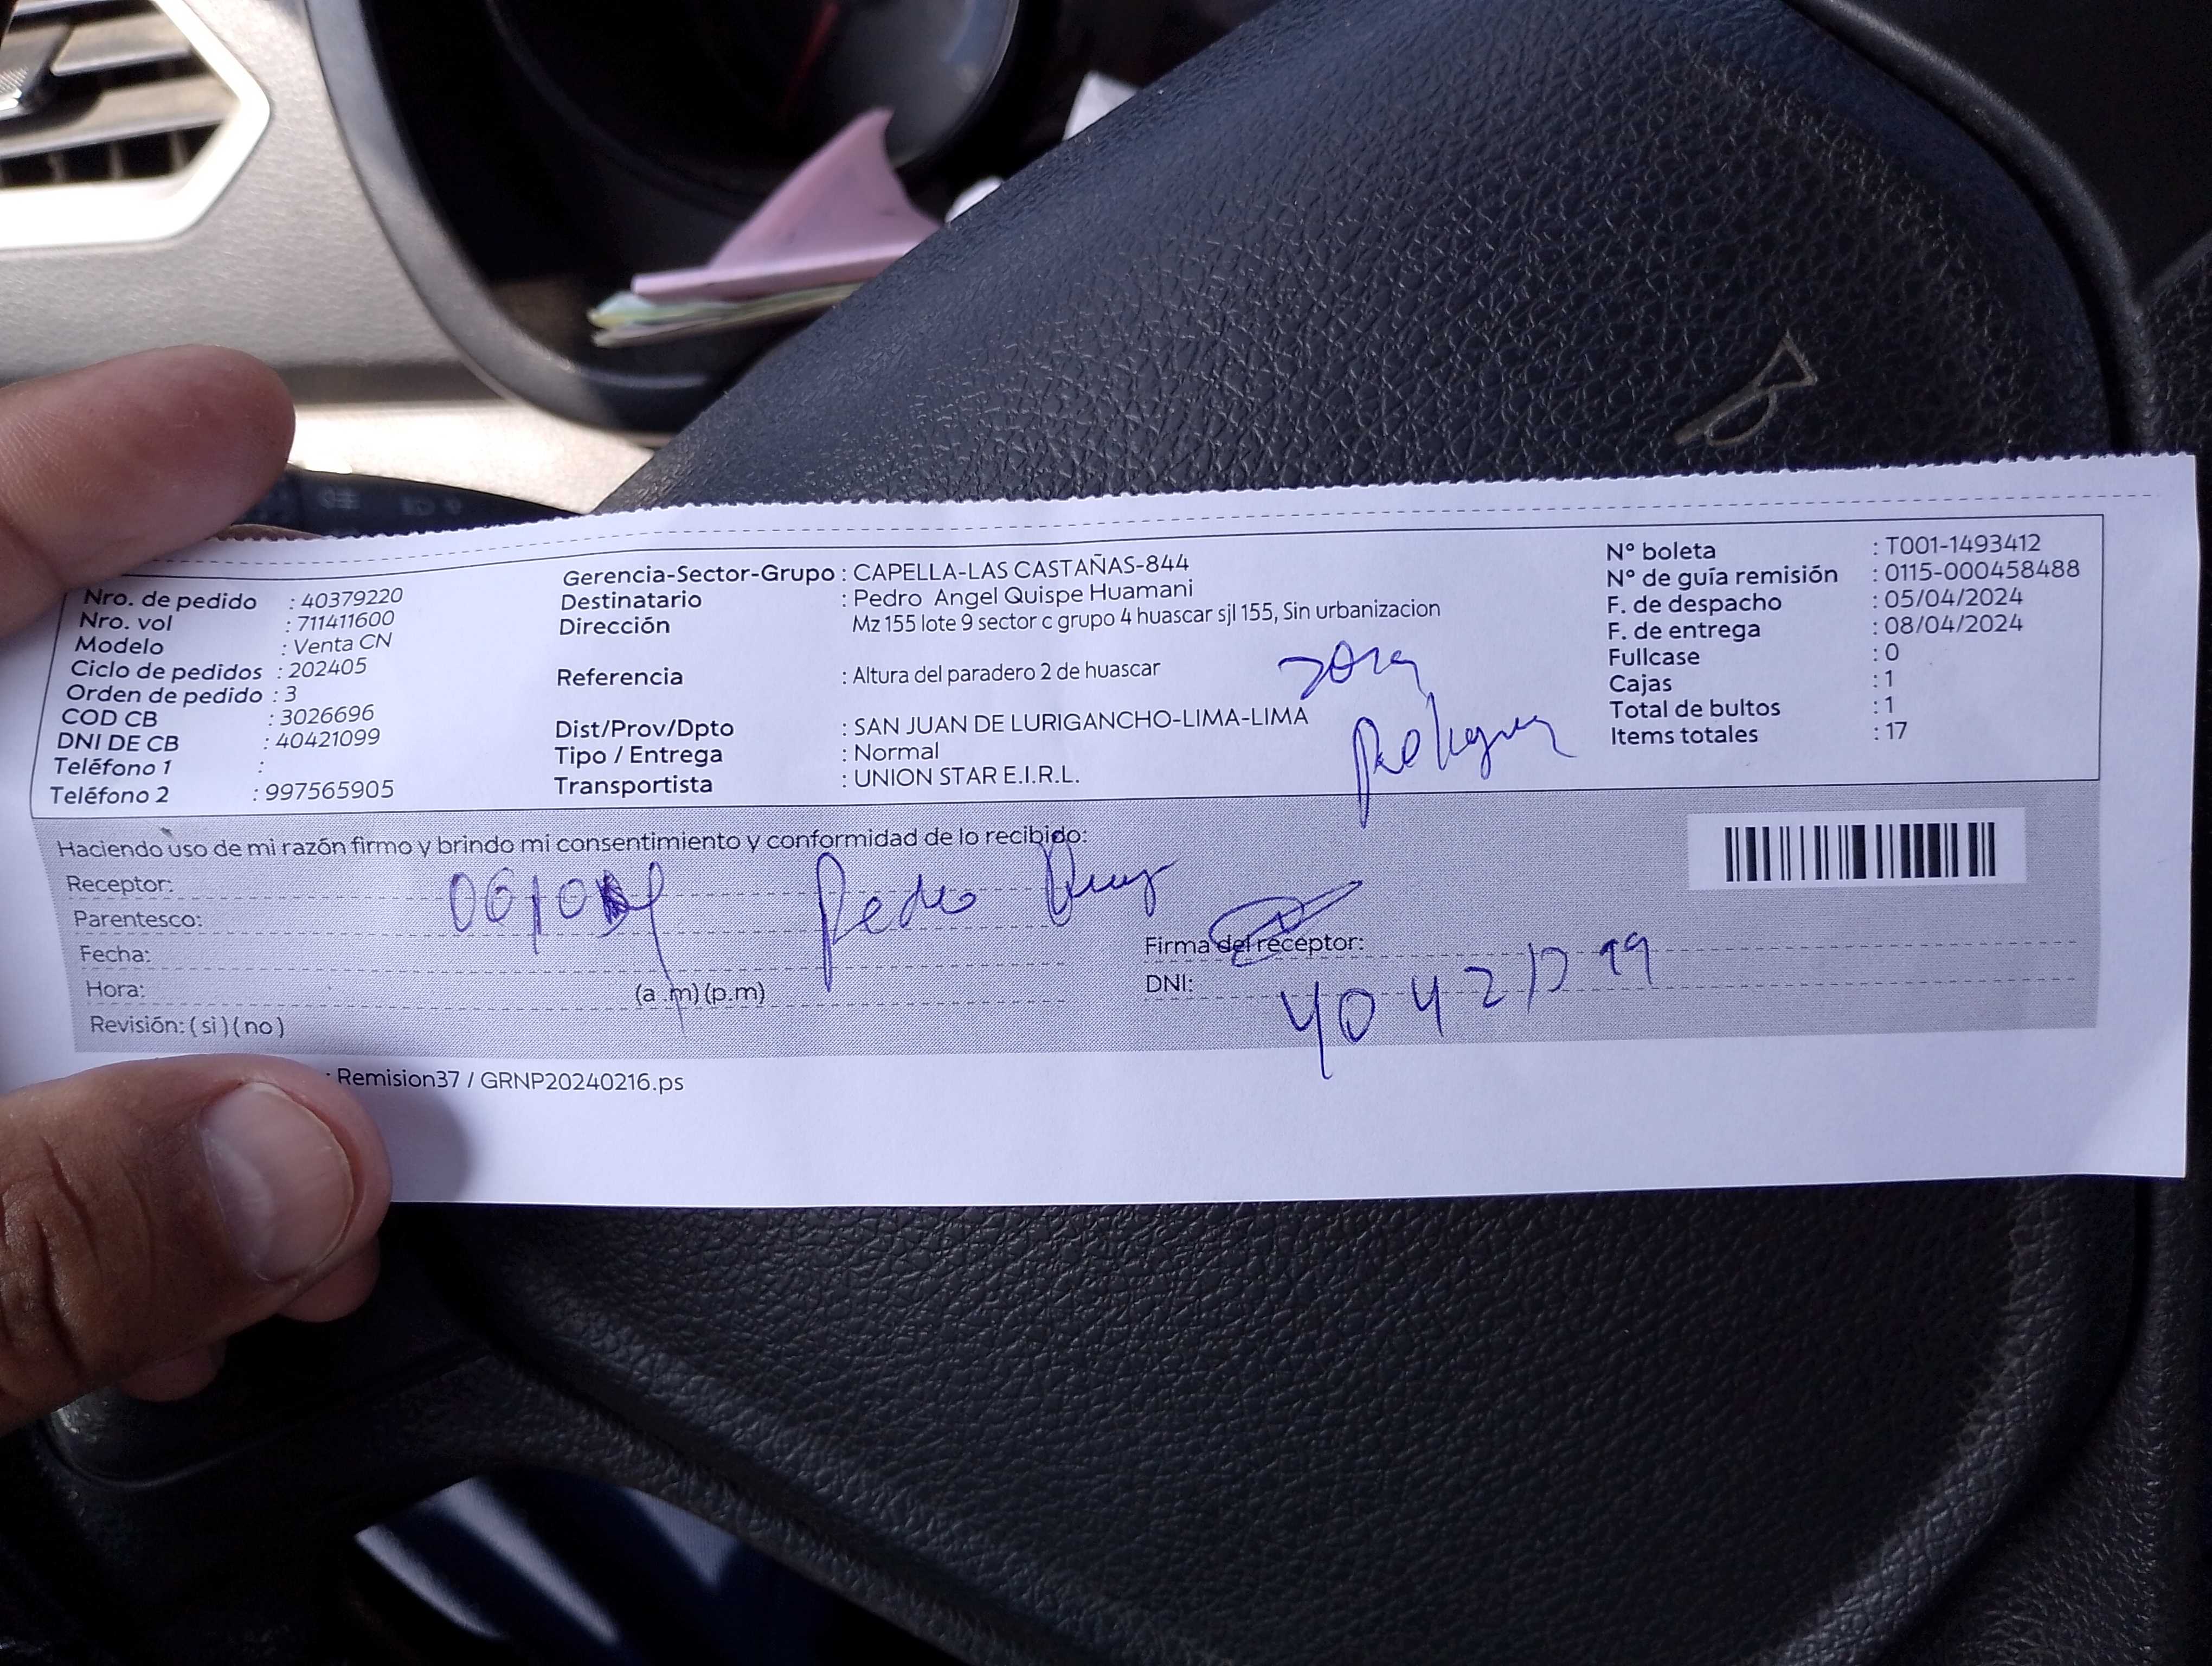 Nro. de pedido : 40379220
Nro. vol : 711411600
Modelo : Venta CN
Ciclo de pedidos : 202405
Orden de pedido : 3
COD CB : 3026696
DNI DE CB : 40421099
Teléfono 1 :
Teléfono 2 : 997565905
Gerencia-Sector-Grupo : CAPELLA-LAS CASTAÑAS-844
Destinatario : Pedro Angel Quispe Huamani
Dirección Mz 155 lote 9 sector c grupo 4 huascar sjl 155, Sin urbanizacion
Referencia : Altura del paradero 2 de huascar
Dist/Prov/Dpto : SAN JUAN DE LURIGANCHO-LIMA-LIMA
Tipo / Entrega : Normal
Transportista : UNION STAR E.I.R.L.
N° boleta : T001-1493412
N° de guía remisión : 0115-000458488
F. de despacho : 05/04/2024
F. de entrega : 08/04/2024
Fullcase : 0
Cajas : 1
Total de bultos : 1
Items totales : 17
Haciendo uso de mi razón firmo y brindo mi consentimiento y conformidad de lo recibido:
Receptor:
Pedro
Parentesco:
Fecha:
Hora: (a .m) (p.m)
Revisión: ( si ) ( no )
Firma del receptor:
DNI:
: Remision37 / GRNP20240216.ps